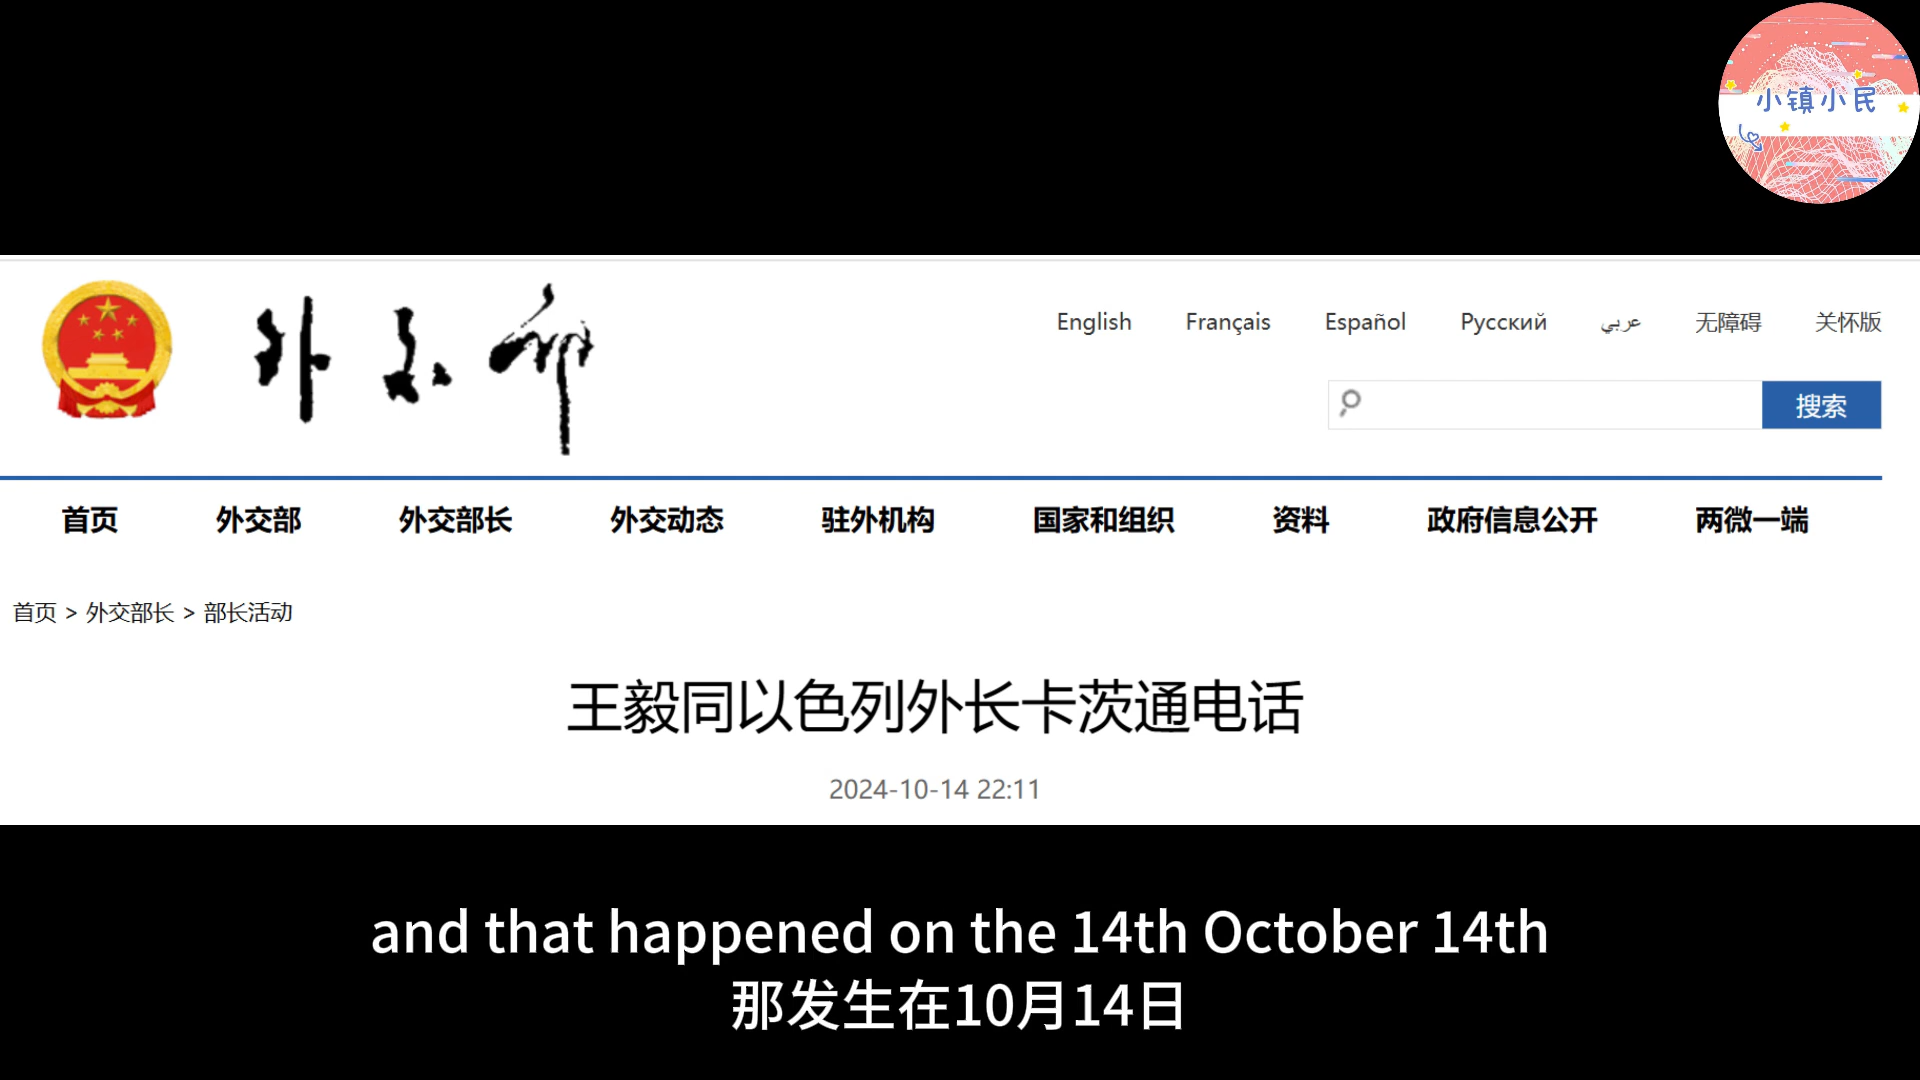 小镇小民
外交部
English Français Español Русский عربي 无障碍 关怀版
搜索
首页 外交部 外交部长 外交动态 驻外机构 国家和组织 资料 政府信息公开 两微一端
首页 > 外交部长 > 部长活动
王毅同以色列外长卡茨通电话
2024-10-14 22:11
and that happened on the 14th October 14th
那发生在10月14日